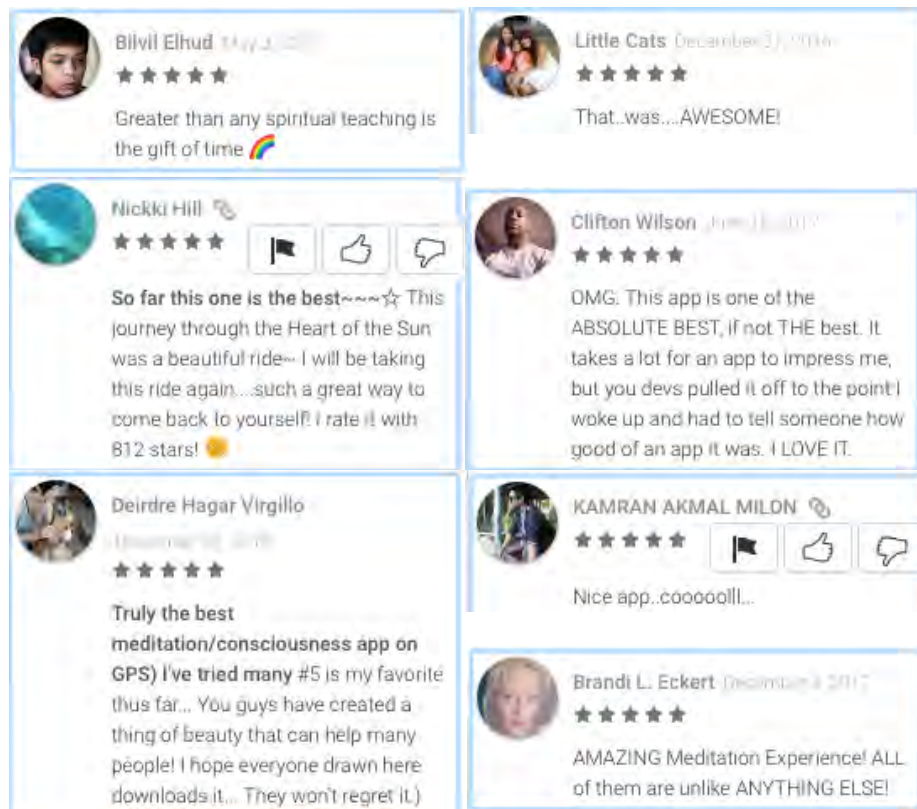 Bilvil Elhud
Greater than any spiritual teaching is
the gift of time 🌈
Nickki Hill
So far this one is the best~~~☆ This
journey through the Heart of the Sun
was a beautiful ride~ I will be taking
this ride again....such a great way to
come back to yourself! I rate it with
812 stars!
Deirdre Hagar Virgillo
Truly the best
meditation/consciousness app on
GPS) I've tried many #5 is my favorite
thus far... You guys have created a
thing of beauty that can help many
people! I hope everyone drawn here
downloads it... They won't regret it.)
Little Cats December
That..was....AWESOME!
Clifton Wilson
OMG. This app is one of the
ABSOLUTE BEST, if not THE best. It
takes a lot for an app to impress me,
but you devs pulled it off to the point I
woke up and had to tell someone how
good of an app it was. I LOVE IT.
KAMRAN AKMAL MILON
Nice app..cooooolll...
Brandi L. Eckert December
AMAZING Meditation Experience! ALL
of them are unlike ANYTHING ELSE!